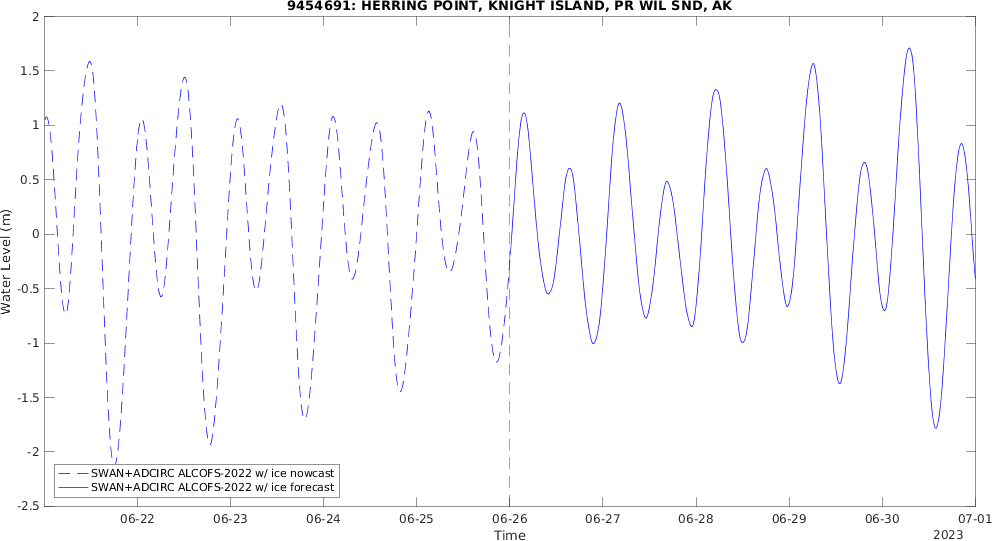 9454691: HERRING POINT, KNIGHT ISLAND, PR WIL SND, AK
2
1.5
1
0.5
0
-0.5
-1
-1.5
-2
-2.5
Water Level (m)
SWAN+ADCIRC ALCOFS-2022 w/ ice nowcast
SWAN+ADCIRC ALCOFS-2022 w/ ice forecast
06-22 06-23 06-24 06-25 06-26 06-27 06-28 06-29 06-30 07-01
Time
2023